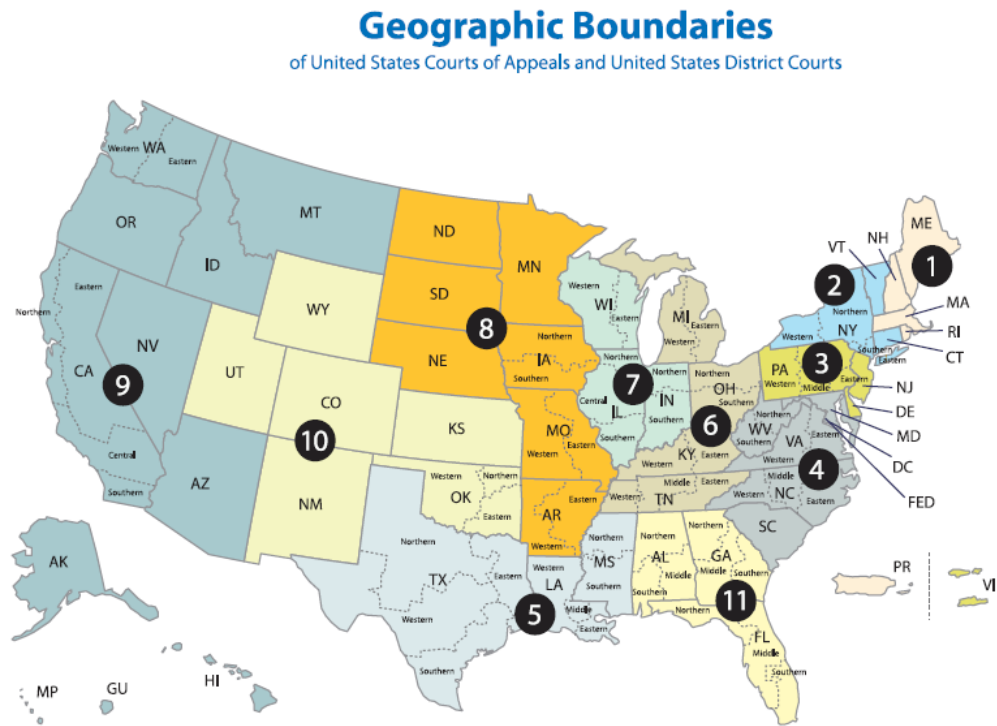 Geographic Boundaries
of United States Courts of Appeals and United States District Courts
Western WA
Eastern
OR
MT
ID
ND
MN
SD
WY
NE
8
Eastern
Northern
NV
CA
9
Central
Southern
UT
CO
10
KS
AZ
NM
Western
Northern
OK
Eastern
Northern
IA
Southern
MO
Eastern
Western
Eastern
AR
Western
Western
WI
Eastern
MI
Eastern
Western
Northern
7
Northern
Central
IL
IN
Southern
Southern
Northern
OH
Southern
6
KY
Western
Eastern
Middle
Eastern
Western
TN
ME
NH
VT
1
2
Northern
MA
Western
NY
RI
Southern
CT
Eastern
3
PA
Western
Middle
Eastern
NJ
DE
MD
DC
FED
Northern
WV
Southern
VA
Eastern
Western
4
Middle
Western
NC
Eastern
SC
Northern
TX
Eastern
Western
Southern
Western
LA
5
Middle
Eastern
Northern
MS
Southern
Northern
AL
Middle
Southern
Northern
GA
Middle
Southern
11
Northern
FL
Middle
Southern
PR
VI
AK
HI
GU
MP